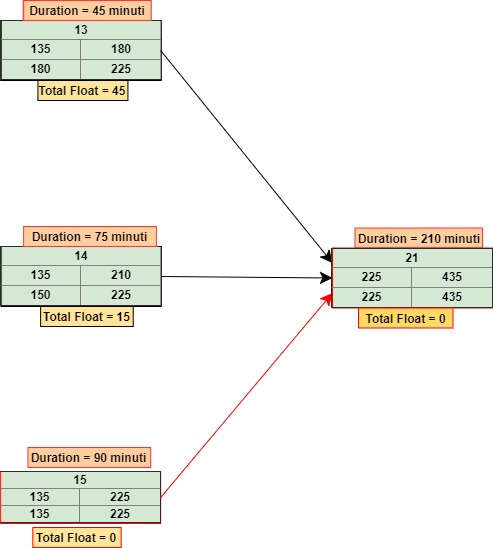 Duration = 45 minuti
13
135 180
180 225
Total Float = 45
Duration = 75 minuti
14
135 210
150 225
Total Float = 15
Duration = 210 minuti
21
225 435
225 435
Total Float = 0
Duration = 90 minuti
15
135 225
135 225
Total Float = 0